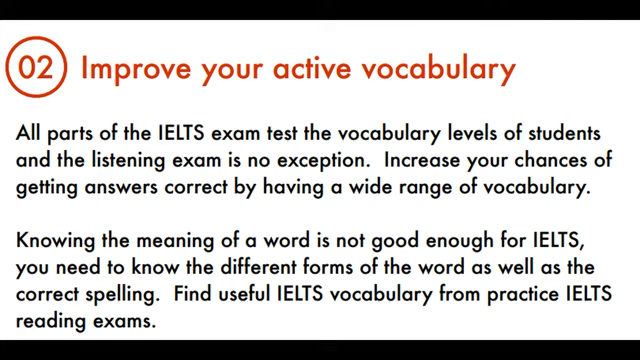 02 Improve your active vocabulary
All parts of the IELTS exam test the vocabulary levels of students
and the listening exam is no exception. Increase your chances of
getting answers correct by having a wide range of vocabulary.
Knowing the meaning of a word is not good enough for IELTS,
you need to know the different forms of the word as well as the
correct spelling. Find useful IELTS vocabulary from practice IELTS
reading exams.